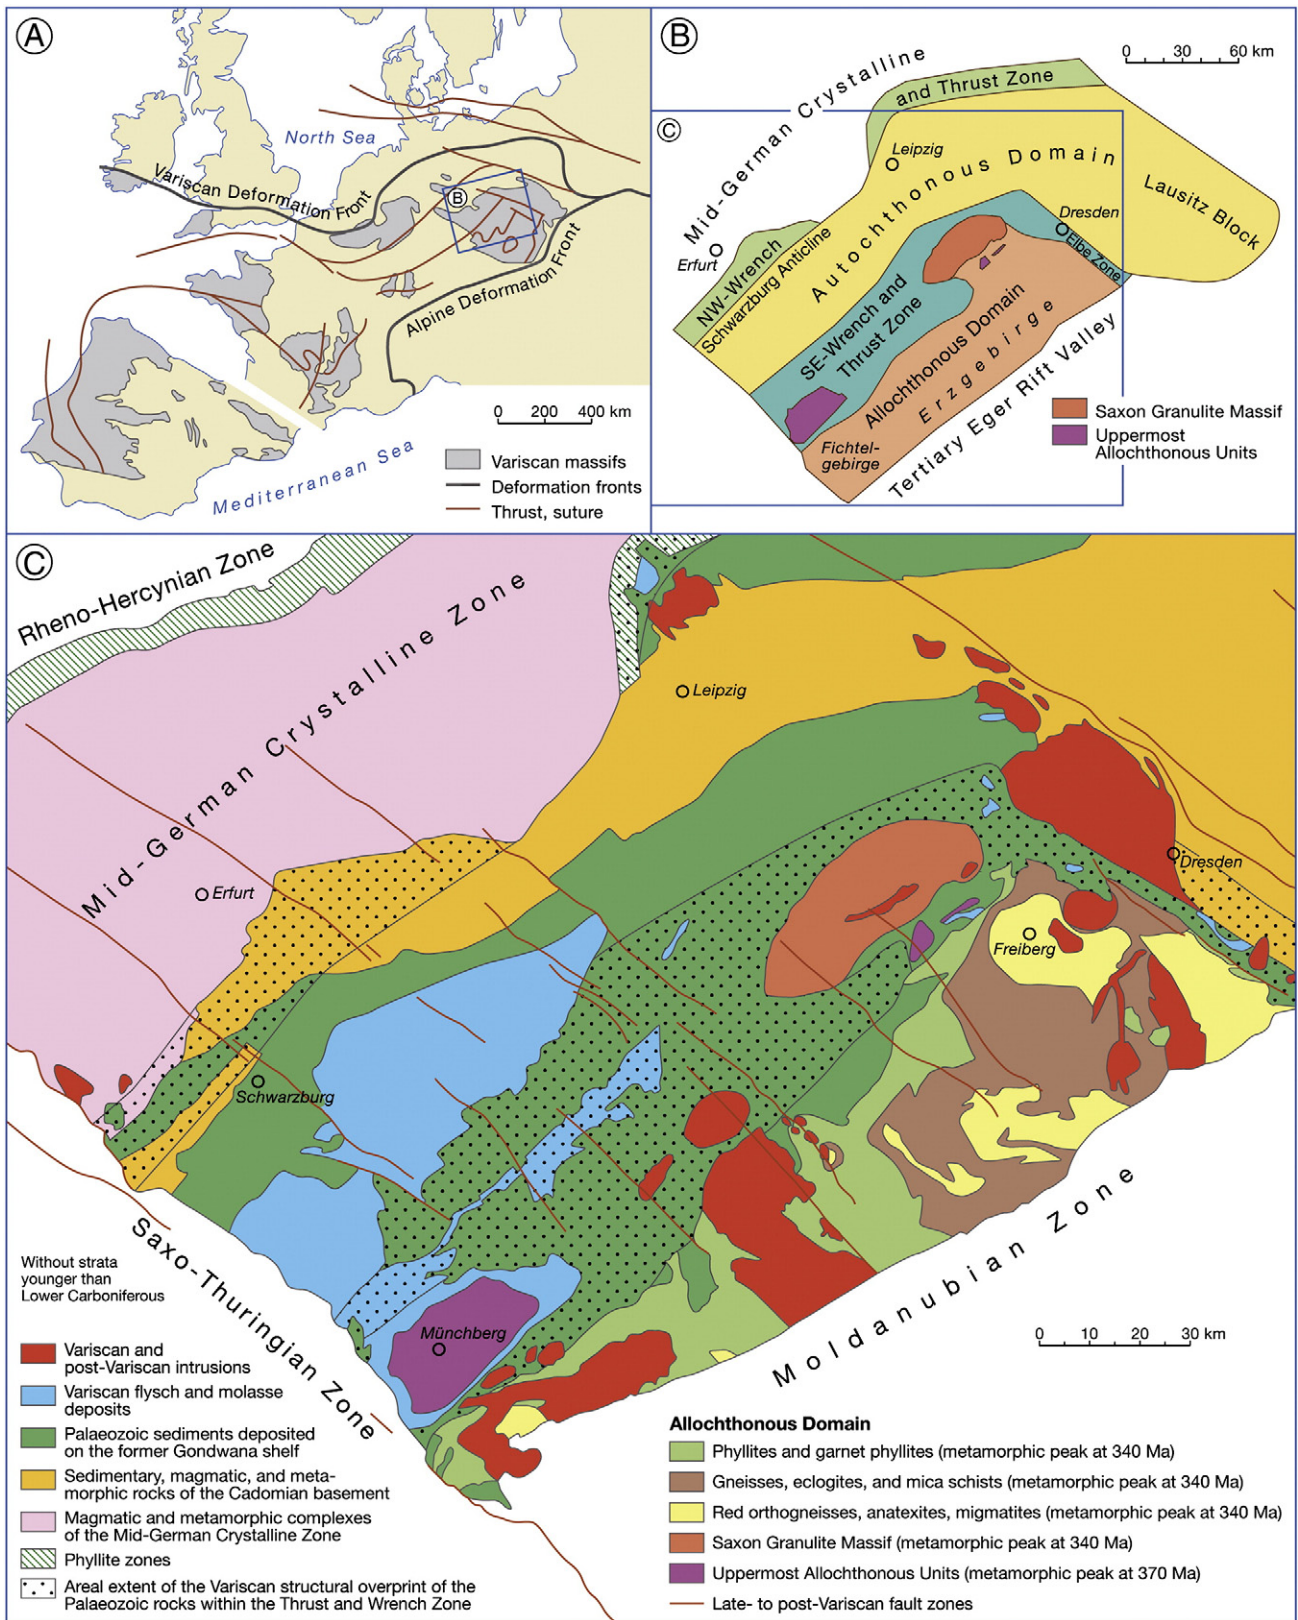 A
North Sea
Variscan Deformation Front
B
Alpine Deformation Front
Mediterranean Sea
0 200 400 km
Variscan massifs
Deformation fronts
Thrust, suture
B
0 30 60 km
Mid-German Crystalline
and Thrust Zone
C
Leipzig
Autochthonous Domain
Lausitz Block
Dresden
Elbe Zone
Erfurt
NW-Wrench
Schwarzburg Anticline
SE-Wrench and
Thrust Zone
Allochthonous Domain
Erzgebirge
Fichtel-
gebirge
Tertiary Eger Rift Valley
Saxon Granulite Massif
Uppermost
Allochthonous Units
C
Rheno-Hercynian Zone
Mid-German Crystalline Zone
Leipzig
Erfurt
Dresden
Freiberg
Schwarzburg
Münchberg
Saxo-Thuringian Zone
Moldanubian Zone
0 10 20 30 km
Without strata
younger than
Lower Carboniferous
Variscan and
post-Variscan intrusions
Variscan flysch and molasse
deposits
Palaeozoic sediments deposited
on the former Gondwana shelf
Sedimentary, magmatic, and meta-
morphic rocks of the Cadomian basement
Magmatic and metamorphic complexes
of the Mid-German Crystalline Zone
Phyllite zones
Areal extent of the Variscan structural overprint of the
Palaeozoic rocks within the Thrust and Wrench Zone
Allochthonous Domain
Phyllites and garnet phyllites (metamorphic peak at 340 Ma)
Gneisses, eclogites, and mica schists (metamorphic peak at 340 Ma)
Red orthogneisses, anatexites, migmatites (metamorphic peak at 340 Ma)
Saxon Granulite Massif (metamorphic peak at 340 Ma)
Uppermost Allochthonous Units (metamorphic peak at 370 Ma)
Late- to post-Variscan fault zones